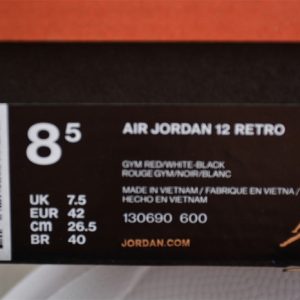 8⁵
UK 7.5
EUR 42
cm 26.5
BR 40
AIR JORDAN 12 RETRO
GYM RED/WHITE-BLACK
ROUGE GYM/NOIR/BLANC
MADE IN VIETNAM / FABRIQUE EN VIETNA
HECHO EN VIETNAM
130690 600
JORDAN.COM